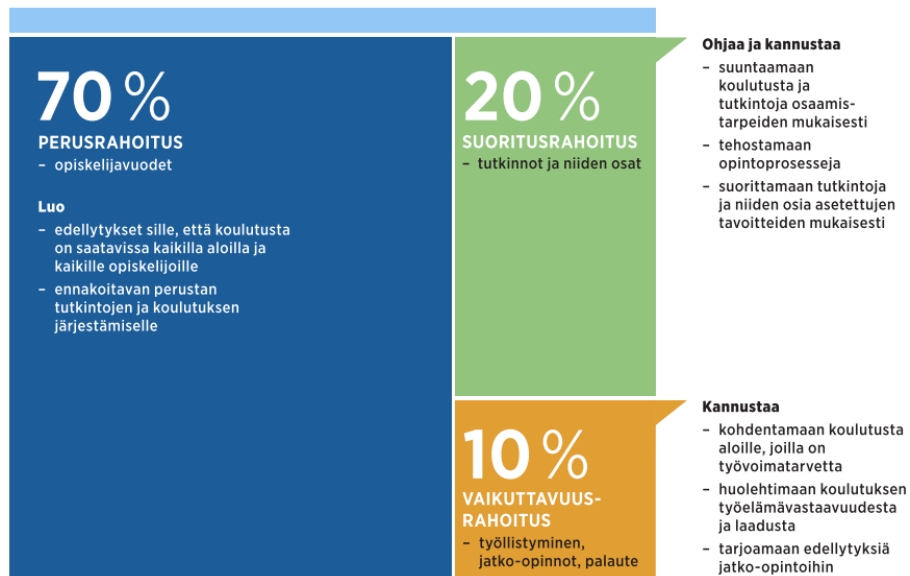 70 %
PERUSRAHOITUS
– opiskelijavuodet
Luo
– edellytykset sille, että koulutusta
on saatavissa kaikilla aloilla ja
kaikille opiskelijoille
– ennakoitavan perustan
tutkintojen ja koulutuksen
järjestämiselle
20 %
SUORITUSRAHOITUS
– tutkinnot ja niiden osat
Ohjaa ja kannustaa
– suuntaamaan
koulutusta ja
tutkintoja osaamis-
tarpeiden mukaisesti
– tehostamaan
opintoprosesseja
– suorittamaan tutkintoja
ja niiden osia asetettujen
tavoitteiden mukaisesti
10 %
VAIKUTTAVUUS-
RAHOITUS
– työllistyminen,
jatko-opinnot, palaute
Kannustaa
– kohdentamaan koulutusta
aloille, joilla on
työvoimatarvetta
– huolehtimaan koulutuksen
työelämävastaavuudesta
ja laadusta
– tarjoamaan edellytyksiä
jatko-opintoihin